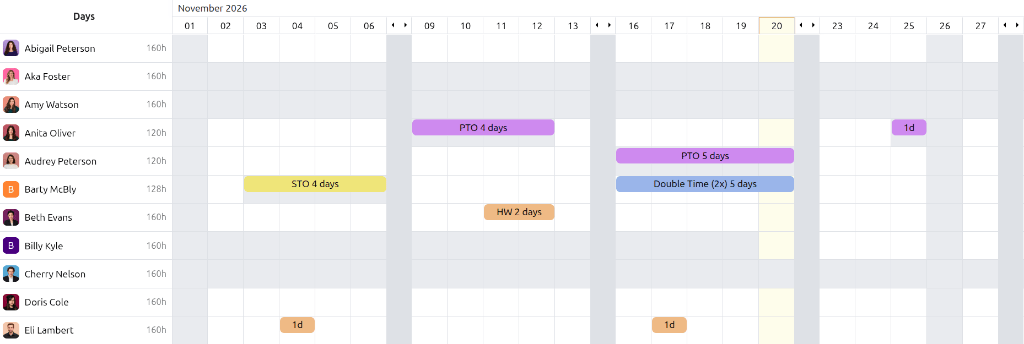 November 2026
Days 01 02 03 04 05 06 09 10 11 12 13 16 17 18 19 20 23 24 25 26 27
Abigail Peterson 160h
Aka Foster 160h
Amy Watson 160h
Anita Oliver 120h PTO 4 days 1d
Audrey Peterson 120h PTO 5 days
B Barty McBly 128h STO 4 days Double Time (2x) 5 days
Beth Evans 160h HW 2 days
B Billy Kyle 160h
Cherry Nelson 160h
Doris Cole 160h
Eli Lambert 160h 1d 1d